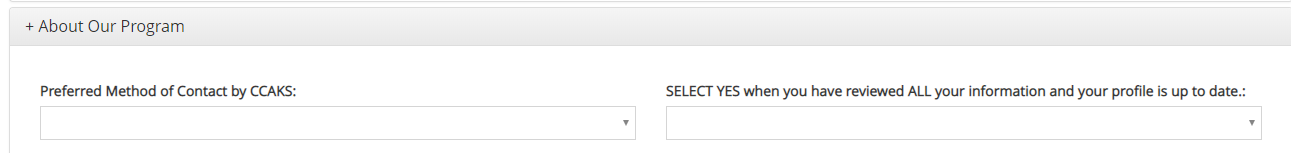 + About Our Program
Preferred Method of Contact by CCAKS:
SELECT YES when you have reviewed ALL your information and your profile is up to date.: